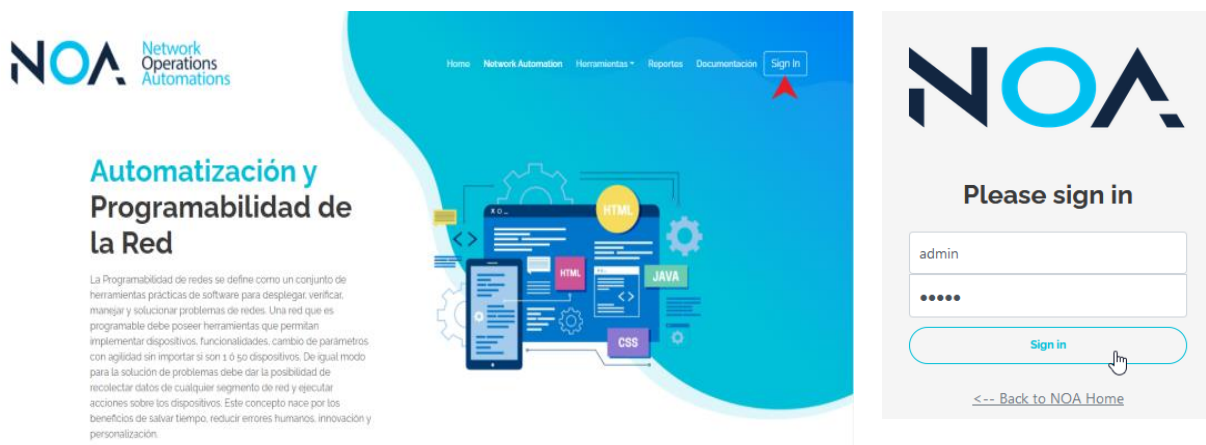 NOA
Network
Operations
Automations
Home Network Automation Herramientas Reportes Documentación Sign In
Automatización y
Programabilidad de
la Red
La Programabilidad de redes se define como un conjunto de
herramientas prácticas de software para desplegar, verificar,
manejar y solucionar problemas de redes. Una red que es
programable debe poseer herramientas que permitan
implementar dispositivos, funcionalidades, cambio de parámetros
con agilidad sin importar si son 1 ó 50 dispositivos. De igual modo
para la solución de problemas debe dar la posibilidad de
recolectar datos de cualquier segmento de red y ejecutar
acciones sobre los dispositivos. Este concepto nace por los
beneficios de salvar tiempo, reducir errores humanos, innovación y
personalización.
X O _
HTML
HTML
JAVA
CSS
NOA
Please sign in
admin
•••••
Sign in
<-- Back to NOA Home